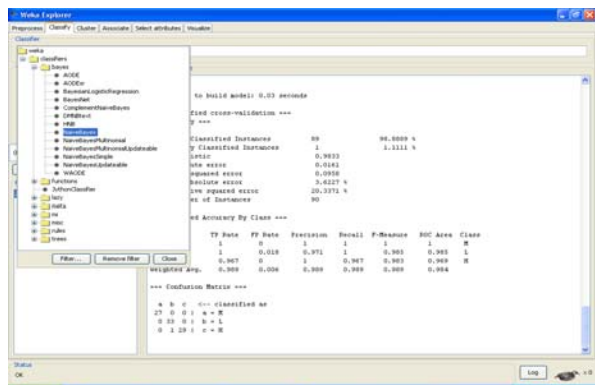 Weka Explorer
Preprocess Classify Cluster Associate Select attributes Visualize
Classifier
weka
classifiers
bayes
AODE
AODEsr
BayesianLogisticRegression
BayesNet
ComplementNaiveBayes
DMNBtext
HNB
NaiveBayes
NaiveBayesMultinomial
NaiveBayesMultinomialUpdateable
NaiveBayesSimple
NaiveBayesUpdateable
WAODE
functions
JythonClassifier
lazy
meta
mi
misc
rules
trees
Filter... Remove filter Close
to build model: 0.03 seconds
fied cross-validation ===
ry ===
Classified Instances 89 98.8889 %
y Classified Instances 1 1.1111 %
istic 0.9833
ute error 0.0161
squared error 0.0958
bsolute error 3.6227 %
ive squared error 20.3371 %
er of Instances 90
ed Accuracy By Class ===
TP Rate FP Rate Precision Recall F-Measure ROC Area Class
1 0 1 1 1 1 M
1 0.018 0.971 1 0.985 0.985 L
0.967 0 1 0.967 0.983 0.969 H
Weighted Avg. 0.989 0.006 0.989 0.989 0.989 0.984
=== Confusion Matrix ===
a b c <-- classified as
27 0 0 | a = M
0 33 0 | b = L
0 1 29 | c = H
Status
OK
Log
x 0